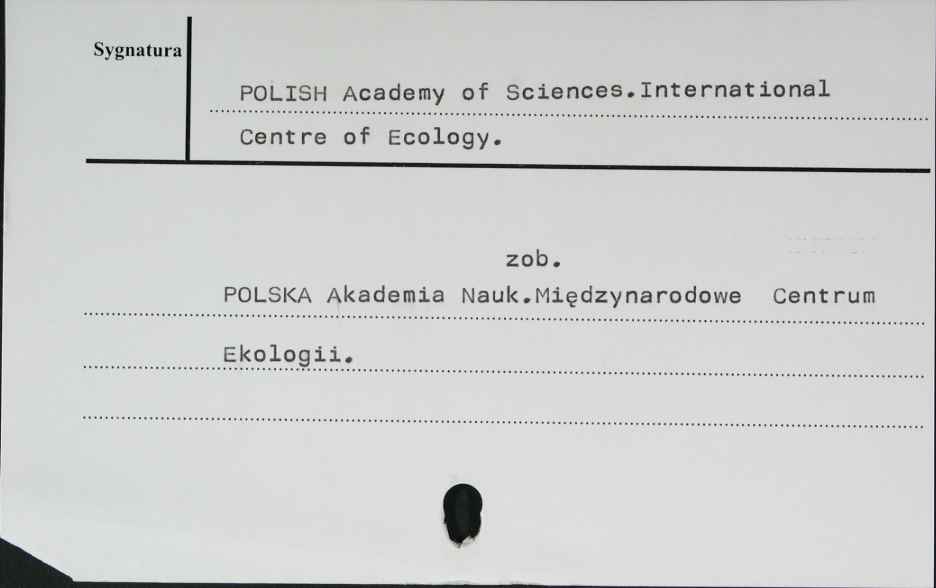 Sygnatura
POLISH Academy of Sciences.International
Centre of Ecology.
zob.
POLSKA Akademia Nauk.Międzynarodowe Centrum
Ekologii.